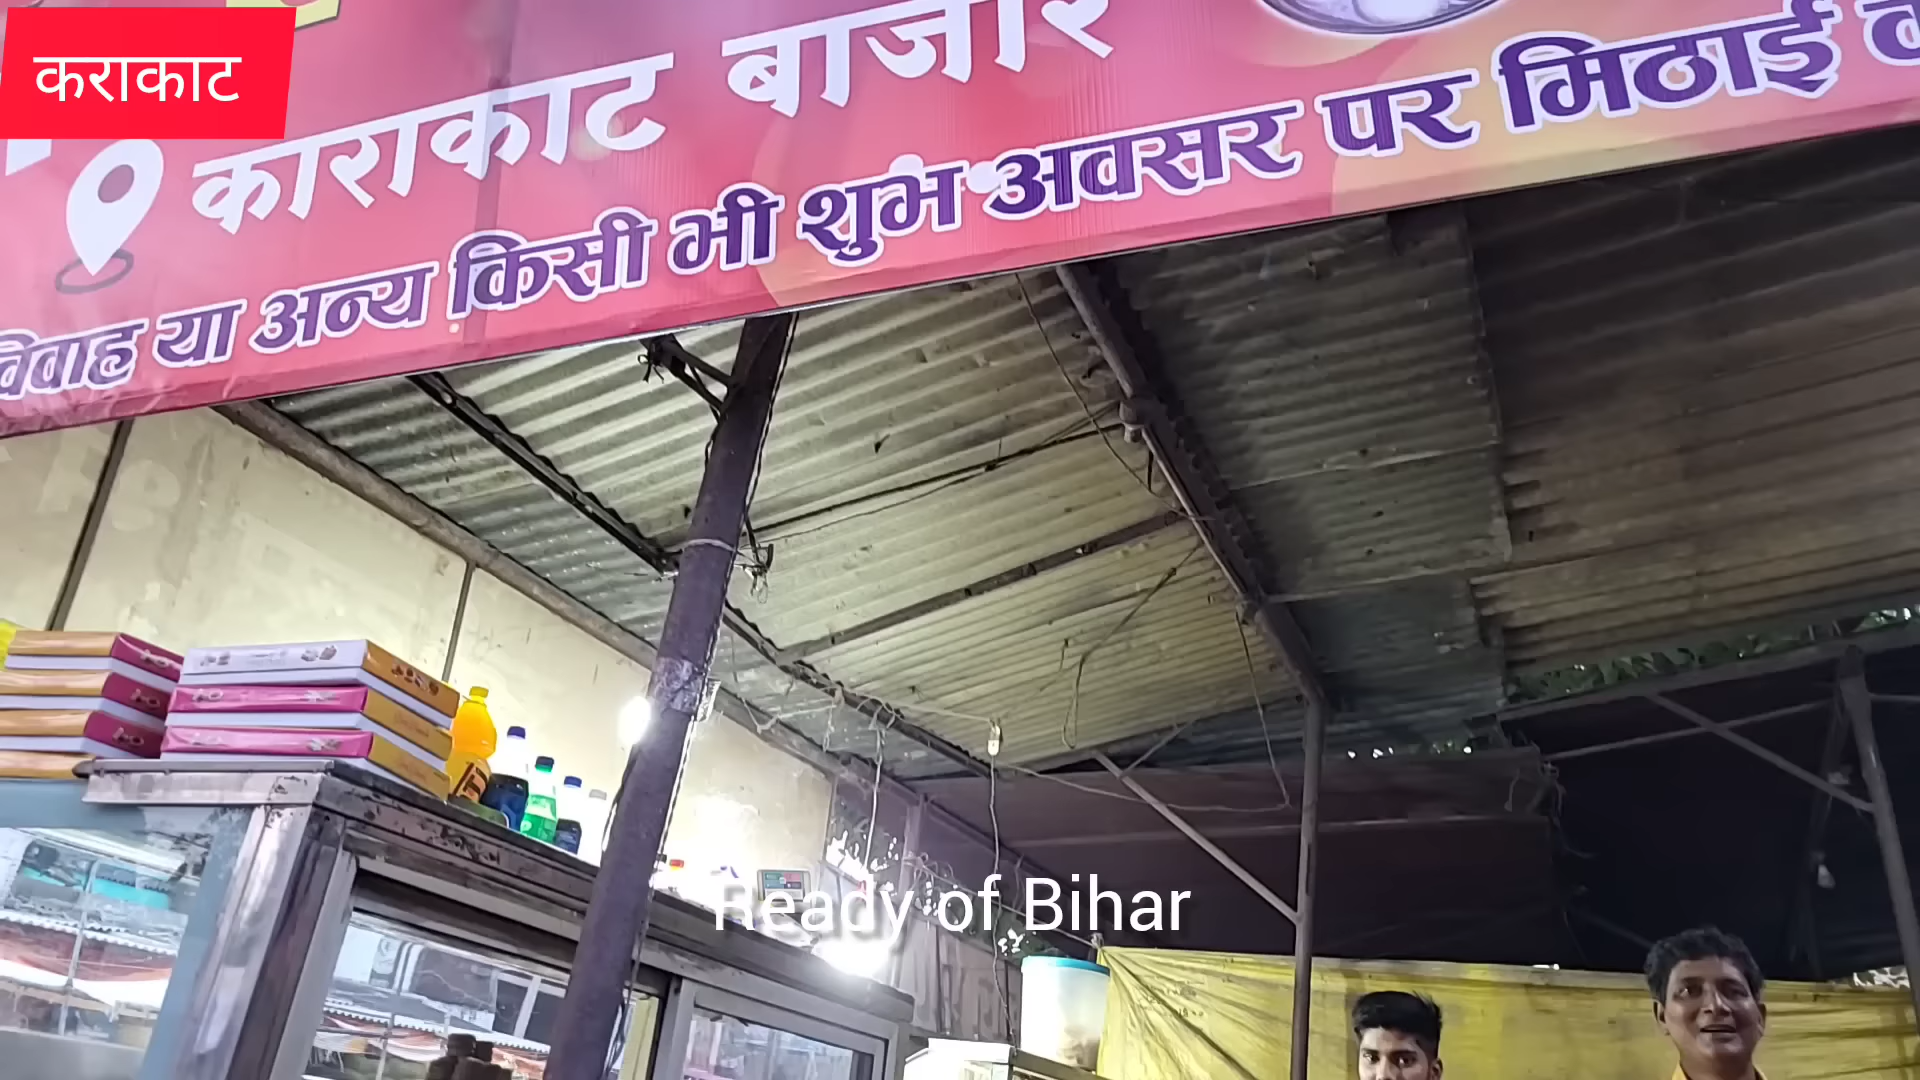 कराकाट
काराकाट बाजार
विवाह या अन्य किसी भी शुभ अवसर पर मिठाई
Ready of Bihar